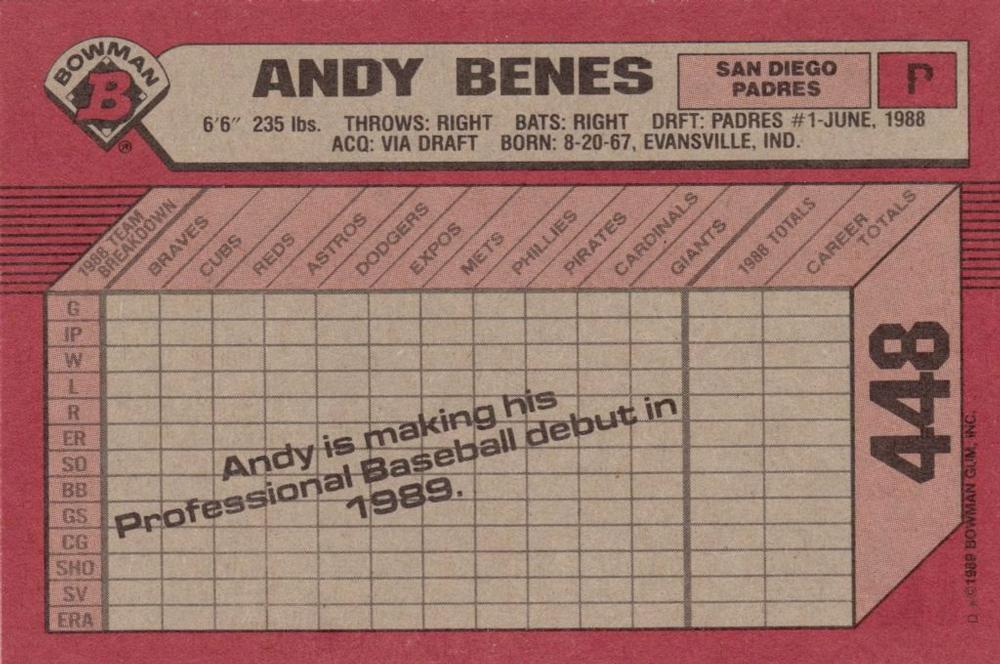 BOWMAN
B
®
ANDY BENES
SAN DIEGO
PADRES
P
6'6" 235 lbs. THROWS: RIGHT BATS: RIGHT DRFT: PADRES #1-JUNE, 1988
ACQ: VIA DRAFT BORN: 8-20-67, EVANSVILLE, IND.
1988 TEAM
BREAKDOWN
BRAVES
CUBS
REDS
ASTROS
DODGERS
EXPOS
METS
PHILLIES
PIRATES
CARDINALS
GIANTS
1988 TOTALS
CAREER
TOTALS
G
IP
W
L
R
ER
SO
BB
GS
CG
SHO
SV
ERA
Andy is making his
Professional Baseball debut in
1989.
448
D * © 1989 BOWMAN GUM, INC.